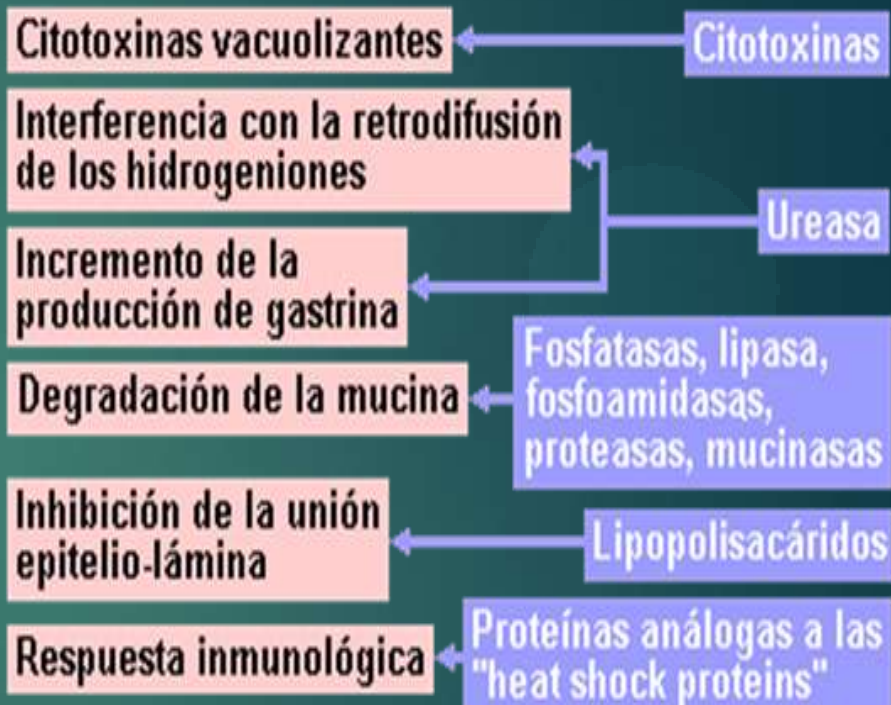 Citotoxinas vacuolizantes
Citotoxinas
Interferencia con la retrodifusión
de los hidrogeniones
Ureasa
Incremento de la
producción de gastrina
Degradación de la mucina
Fosfatasas, lipasa,
fosfoamidasas,
proteasas, mucinasas
Inhibición de la unión
epitelio-lámina
Lipopolisacáridos
Respuesta inmunológica
Proteínas análogas a las
"heat shock proteins"